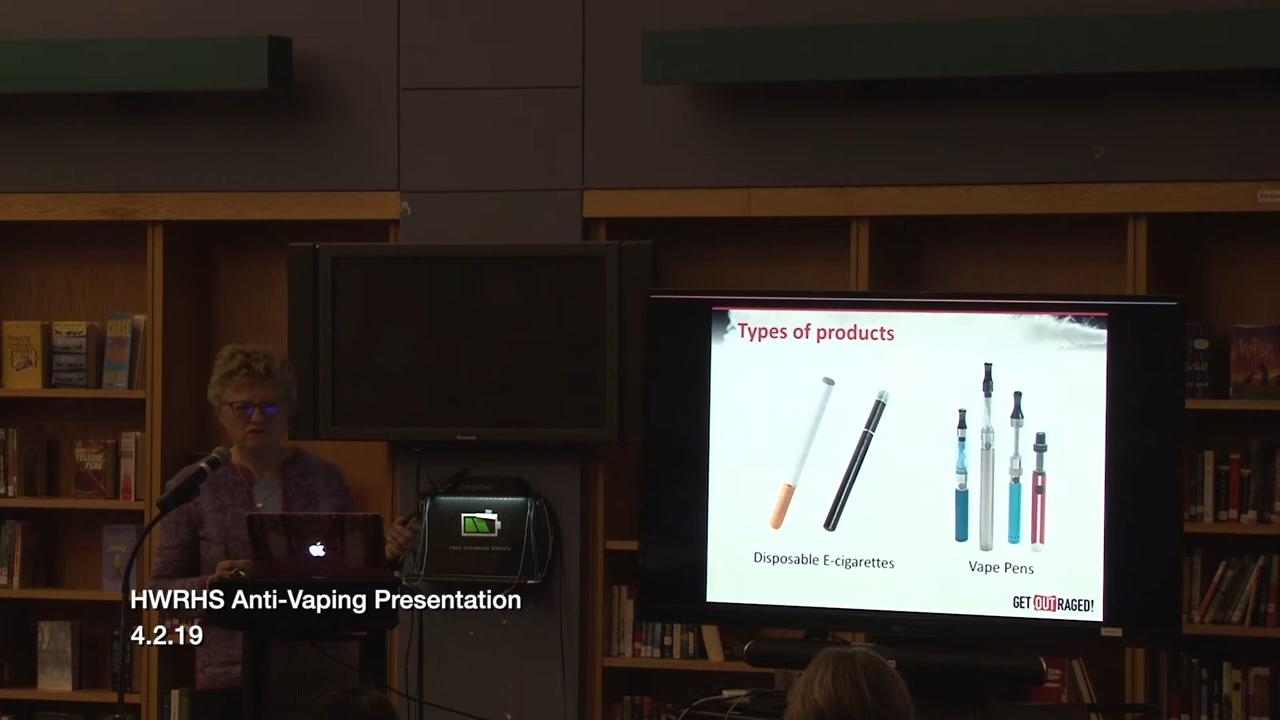 Types of products
Disposable E-cigarettes
Vape Pens
GET OUTRAGED!
HWRHS Anti-Vaping Presentation
4.2.19